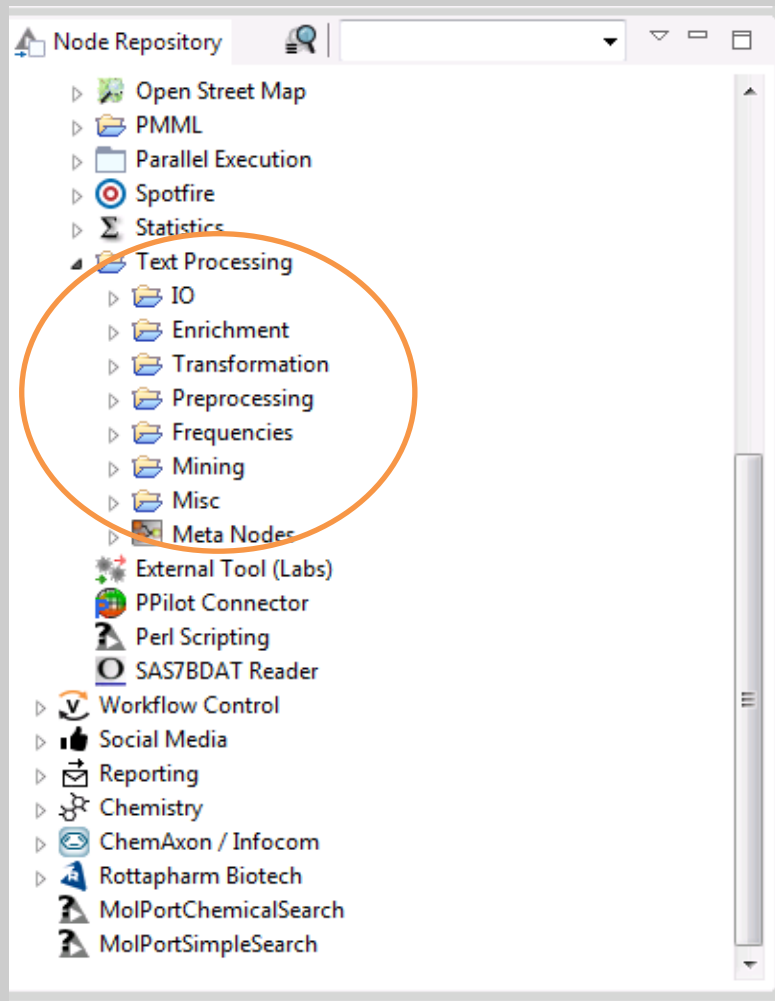 Node Repository
Open Street Map
PMML
Parallel Execution
Spotfire
Statistics
Text Processing
IO
Enrichment
Transformation
Preprocessing
Frequencies
Mining
Misc
Meta Nodes
External Tool (Labs)
PPilot Connector
Perl Scripting
SAS7BDAT Reader
Workflow Control
Social Media
Reporting
Chemistry
ChemAxon / Infocom
Rottapharm Biotech
MolPortChemicalSearch
MolPortSimpleSearch